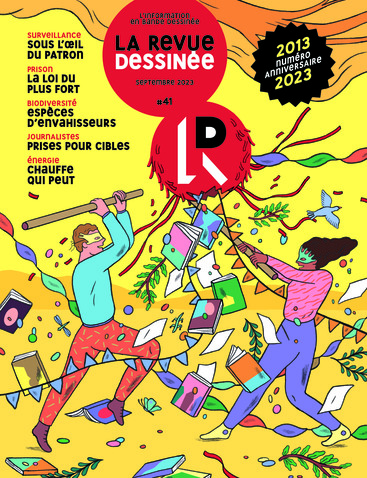 L'INFORMATION
EN BANDE DESSINÉE
LA REVUE
DESSINÉE
SEPTEMBRE 2023
#41
SURVEILLANCE
SOUS L'ŒIL
DU PATRON
PRISON
LA LOI DU
PLUS FORT
BIODIVERSITÉ
ESPÈCES
D'ENVAHISSEURS
JOURNALISTES
PRISES POUR CIBLES
ÉNERGIE
CHAUFFE
QUI PEUT
2013
NUMÉRO
ANNIVERSAIRE
2023
LRD